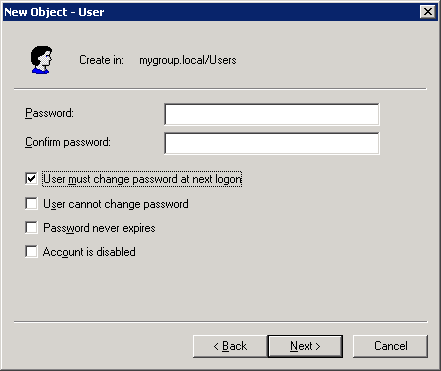 New Object - User
Create in: mygroup.local/Users
Password:
Confirm password:
User must change password at next logon
User cannot change password
Password never expires
Account is disabled
< Back Next > Cancel